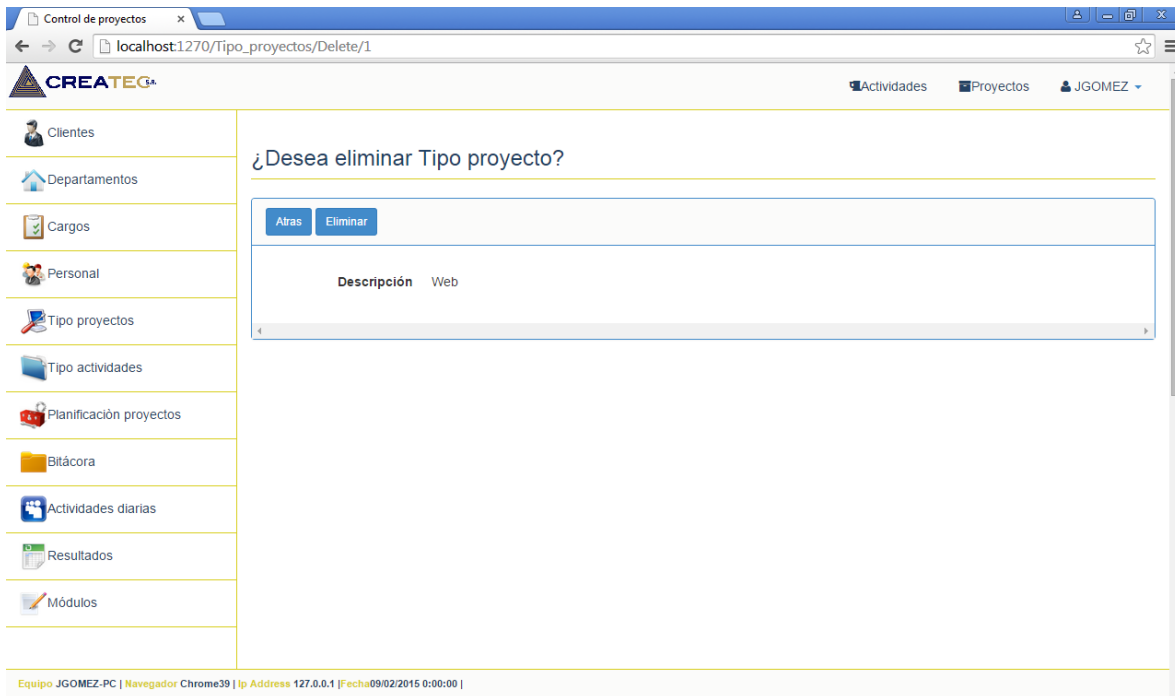 Control de proyectos
localhost:1270/Tipo_proyectos/Delete/1
CREATEC S.A.
Actividades
Proyectos
JGOMEZ
Clientes
Departamentos
Cargos
Personal
Tipo proyectos
Tipo actividades
Planificaciòn proyectos
Bitácora
Actividades diarias
Resultados
Módulos
¿Desea eliminar Tipo proyecto?
Atras Eliminar
Descripción Web
Equipo JGOMEZ-PC | Navegador Chrome39 | Ip Address 127.0.0.1 |Fecha09/02/2015 0:00:00 |